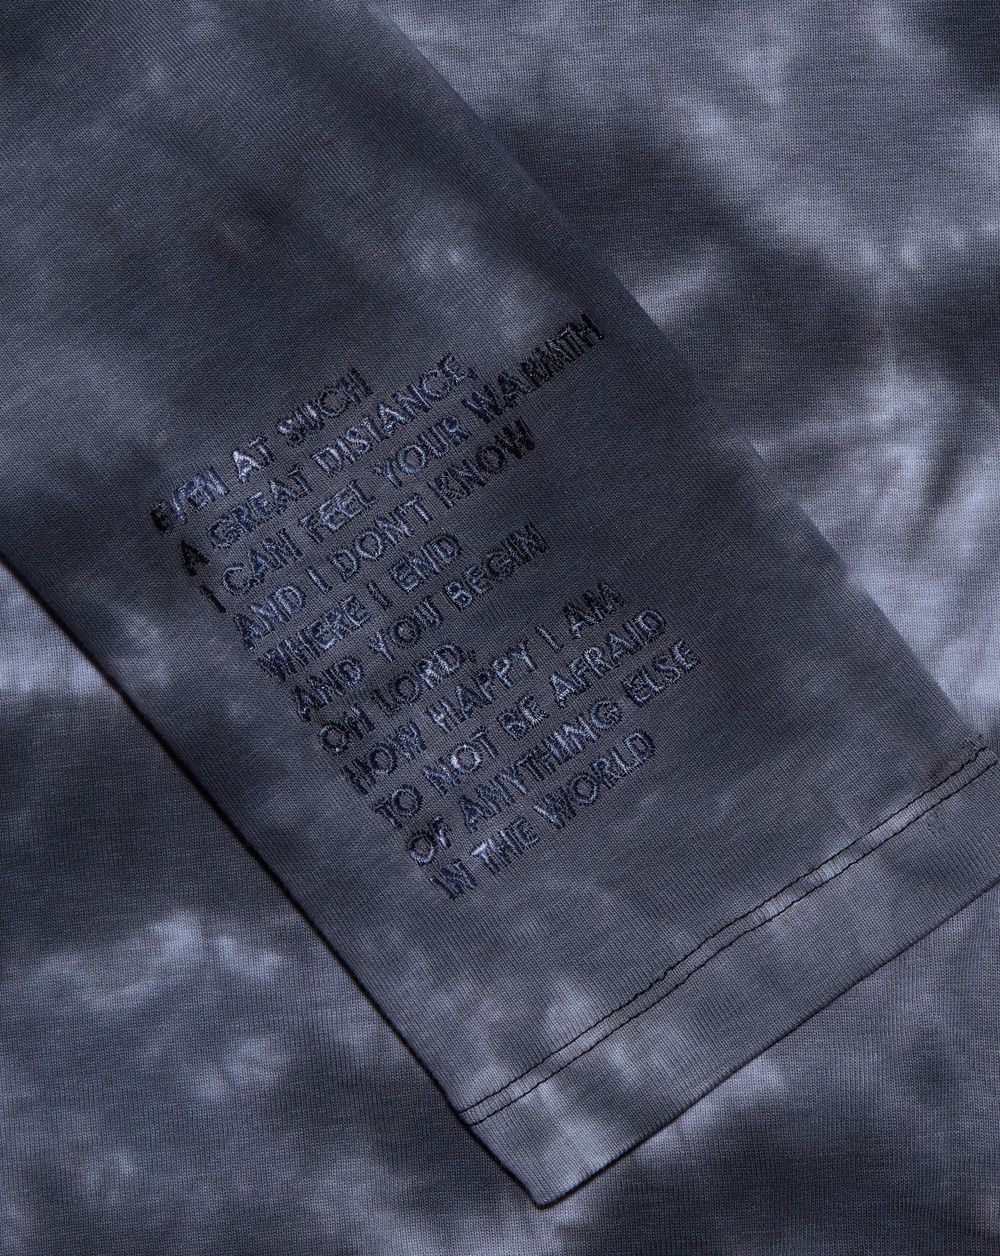 EVEN AT SUCH
A GREAT DISTANCE,
I CAN FEEL YOUR WARMTH
AND I DON'T KNOW
WHERE I END
AND YOU BEGIN
OH LORD,
HOW HAPPY I AM
TO NOT BE AFRAID
OF ANYTHING ELSE
IN THE WORLD